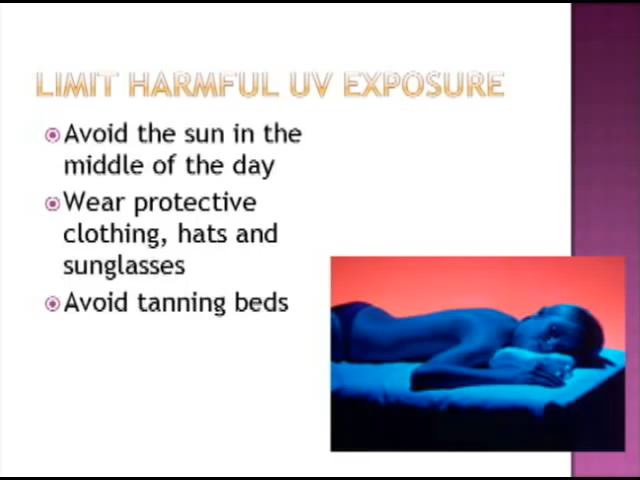 LIMIT HARMFUL UV EXPOSURE
Avoid the sun in the
middle of the day
Wear protective
clothing, hats and
sunglasses
Avoid tanning beds